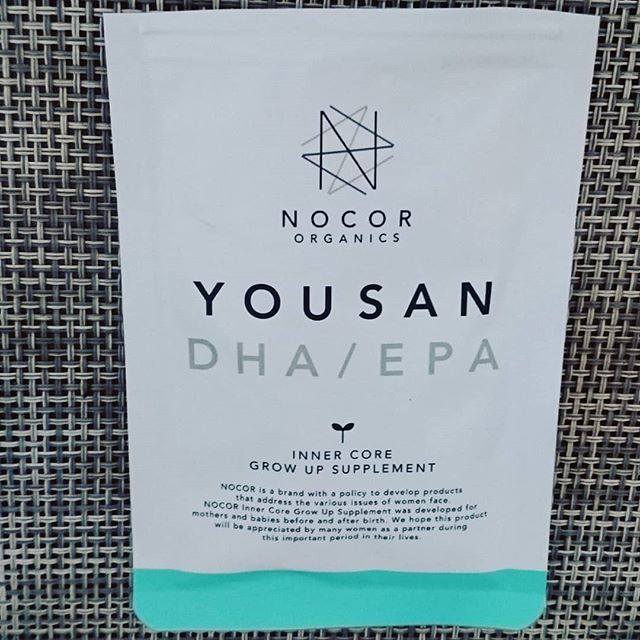 NOCOR
ORGANICS
YOUSAN
DHA/EPA
INNER CORE
GROW UP SUPPLEMENT
NOCOR is a brand with a policy to develop products
that address the various issues of women face.
NOCOR Inner Core Grow Up Supplement was developed for
mothers and babies before and after birth. We hope this product
will be appreciated by many women as a partner during
this important period in their lives.